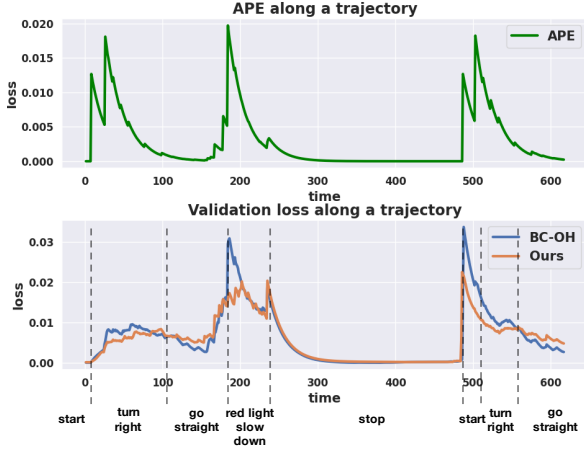 APE along a trajectory
0.020
0.015
0.010
0.005
0.000
loss
APE
0 100 200 300 400 500 600
time
Validation loss along a trajectory
0.03
0.02
0.01
0.00
loss
BC-OH
Ours
0 100 200 300 400 500 600
time
start
turn
right
go
straight
red light
slow
down
stop
start
turn
right
go
straight